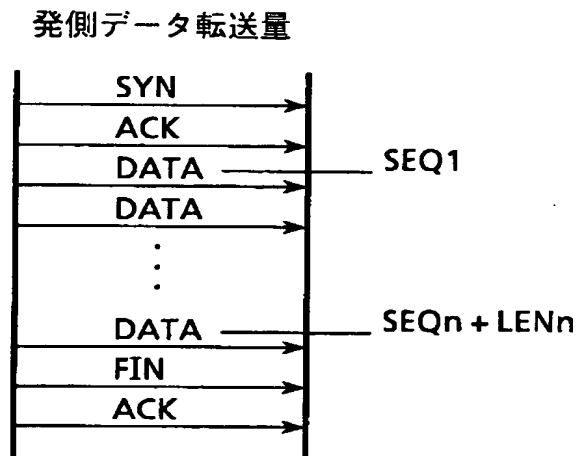 発側データ転送量
SYN
ACK
DATA
SEQ1
DATA
DATA
SEQn + LENn
FIN
ACK